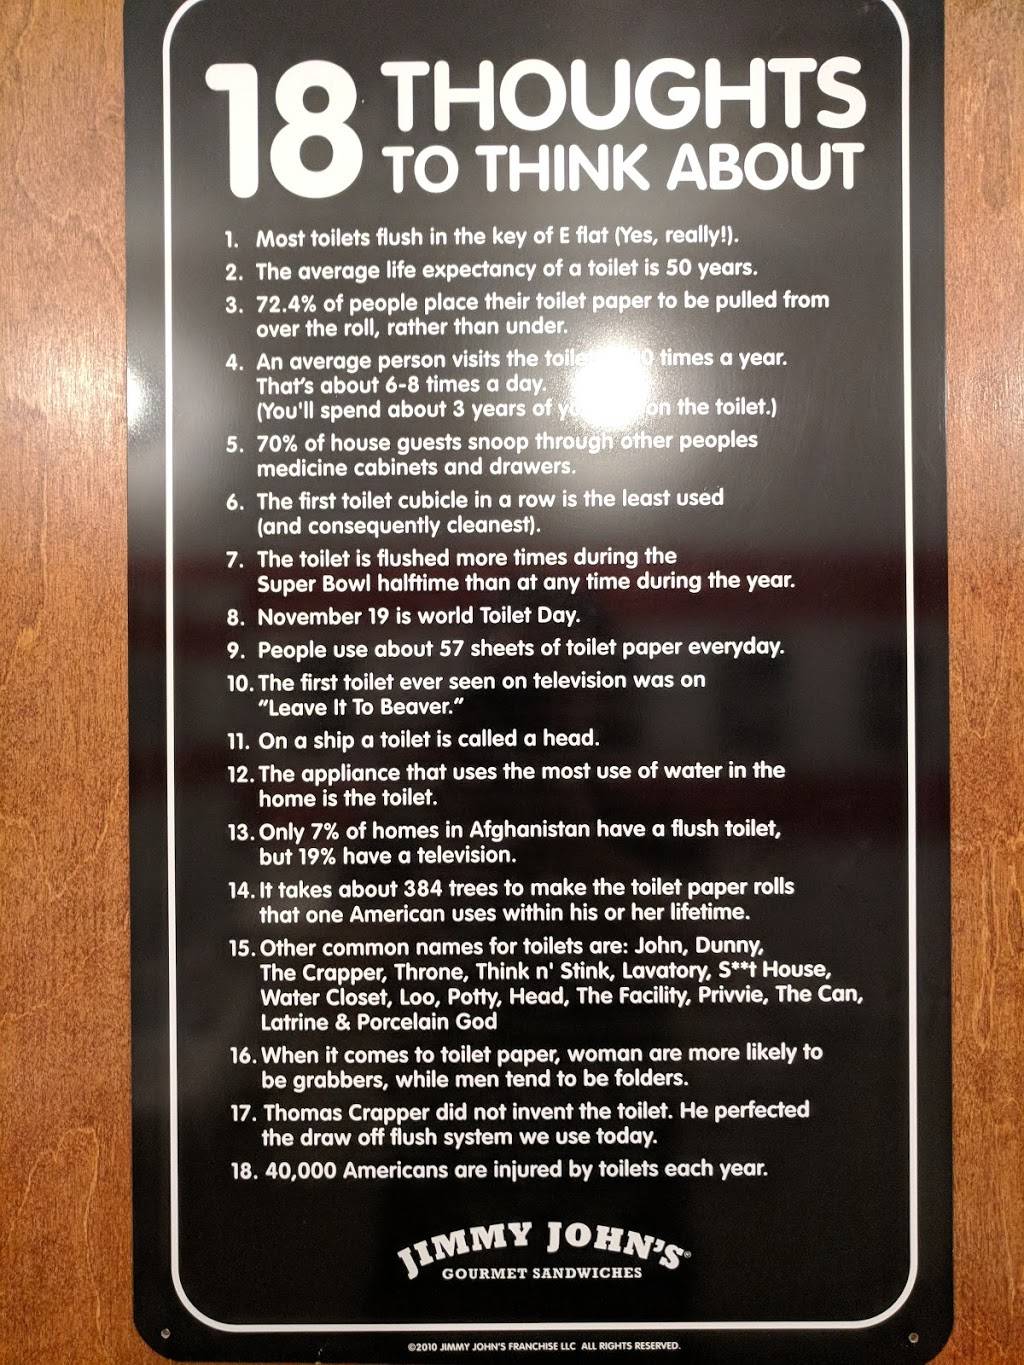 18 THOUGHTS
TO THINK ABOUT
1. Most toilets flush in the key of E flat (Yes, really!).
2. The average life expectancy of a toilet is 50 years.
3. 72.4% of people place their toilet paper to be pulled from
over the roll, rather than under.
4. An average person visits the times a year.
That's about 6-8 times a day.
(You'll spend about 3 years of on the toilet.)
5. 70% of house guests snoop through other peoples
medicine cabinets and drawers.
6. The first toilet cubicle in a row is the least used
(and consequently cleanest).
7. The toilet is flushed more times during the
Super Bowl halftime than at any time during the year.
8. November 19 is world Toilet Day.
9. People use about 57 sheets of toilet paper everyday.
10. The first toilet ever seen on television was on
"Leave It To Beaver."
11. On a ship a toilet is called a head.
12. The appliance that uses the most use of water in the
home is the toilet.
13. Only 7% of homes in Afghanistan have a flush toilet,
but 19% have a television.
14. It takes about 384 trees to make the toilet paper rolls
that one American uses within his or her lifetime.
15. Other common names for toilets are: John, Dunny,
The Crapper, Throne, Think n' Stink, Lavatory, S**t House,
Water Closet, Loo, Potty, Head, The Facility, Privvie, The Can,
Latrine & Porcelain God
16. When it comes to toilet paper, woman are more likely to
be grabbers, while men tend to be folders.
17. Thomas Crapper did not invent the toilet. He perfected
the draw off flush system we use today.
18. 40,000 Americans are injured by toilets each year.
JIMMY JOHN'S®
GOURMET SANDWICHES
©2010 JIMMY JOHN'S FRANCHISE LLC ALL RIGHTS RESERVED.